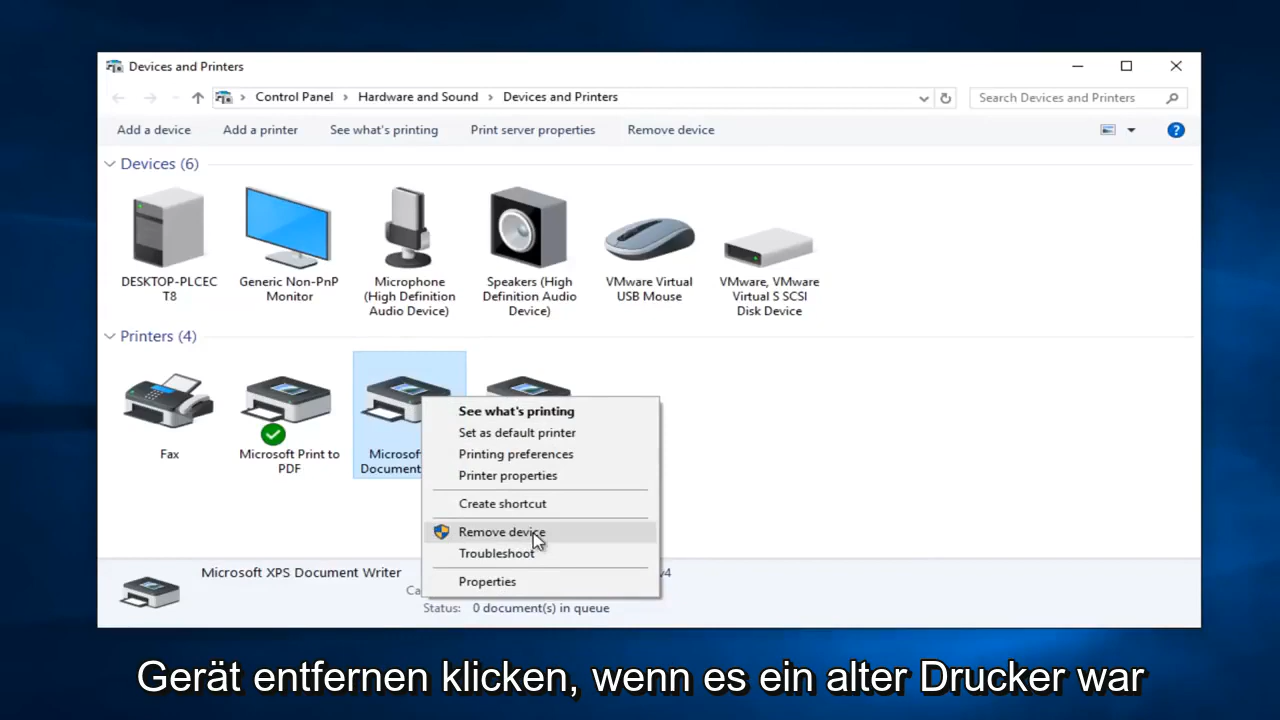 Devices and Printers
Control Panel > Hardware and Sound > Devices and Printers
Search Devices and Printers
Add a device Add a printer See what's printing Print server properties Remove device
Devices (6)
DESKTOP-PLCEC
T8
Generic Non-PnP
Monitor
Microphone
(High Definition
Audio Device)
Speakers (High
Definition Audio
Device)
VMware Virtual
USB Mouse
VMware, VMware
Virtual S SCSI
Disk Device
Printers (4)
Fax
Microsoft Print to
PDF
Microsof
Document
See what's printing
Set as default printer
Printing preferences
Printer properties
Create shortcut
Remove device
Troubleshoot
Properties
Microsoft XPS Document Writer
v4
Ca
Status: 0 document(s) in queue
Gerät entfernen klicken, wenn es ein alter Drucker war